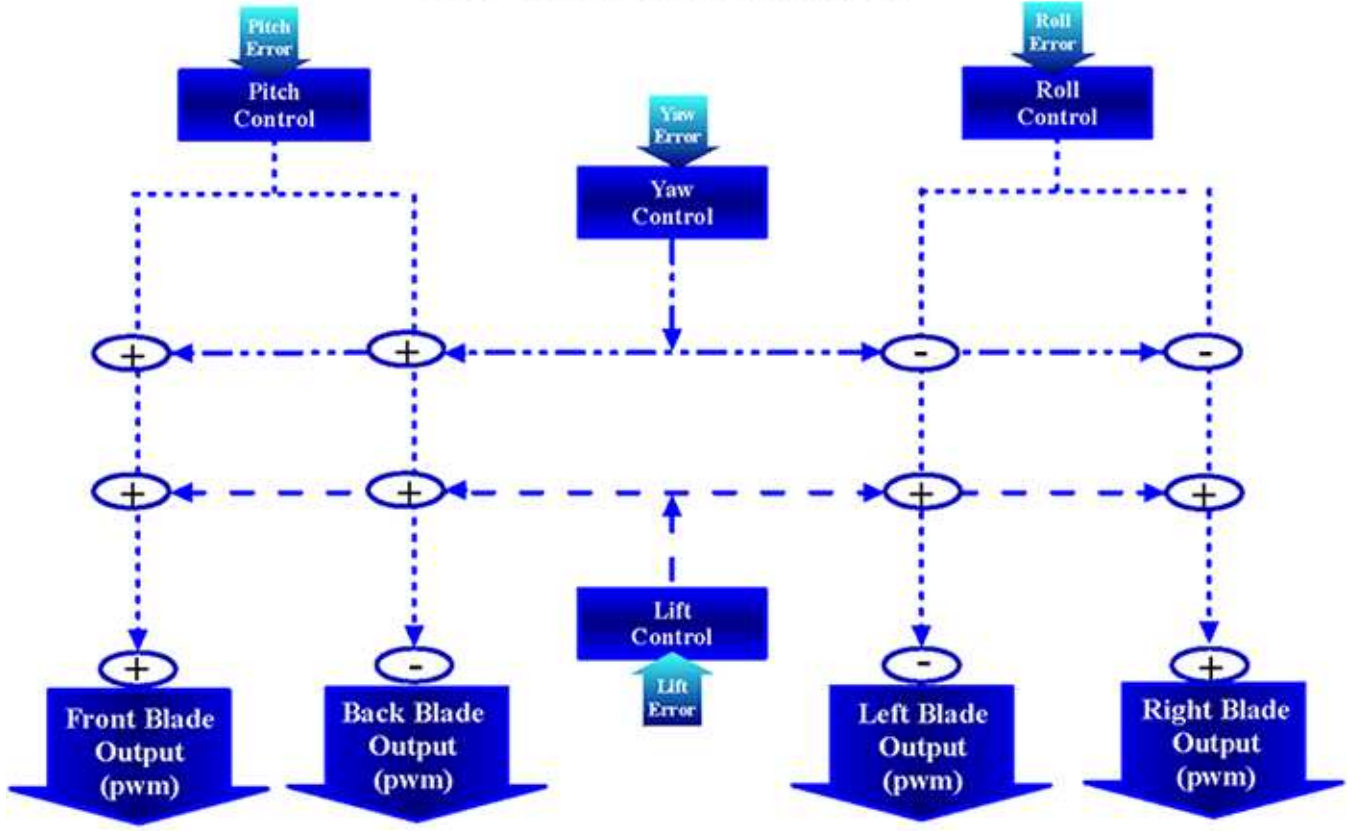 Pitch
Error
Roll
Error
Pitch
Control
Roll
Control
Yaw
Error
Yaw
Control
+
+
-
-
+
+
+
+
Lift
Control
Lift
Error
+
-
-
+
Front Blade
Output
(pwm)
Back Blade
Output
(pwm)
Left Blade
Output
(pwm)
Right Blade
Output
(pwm)